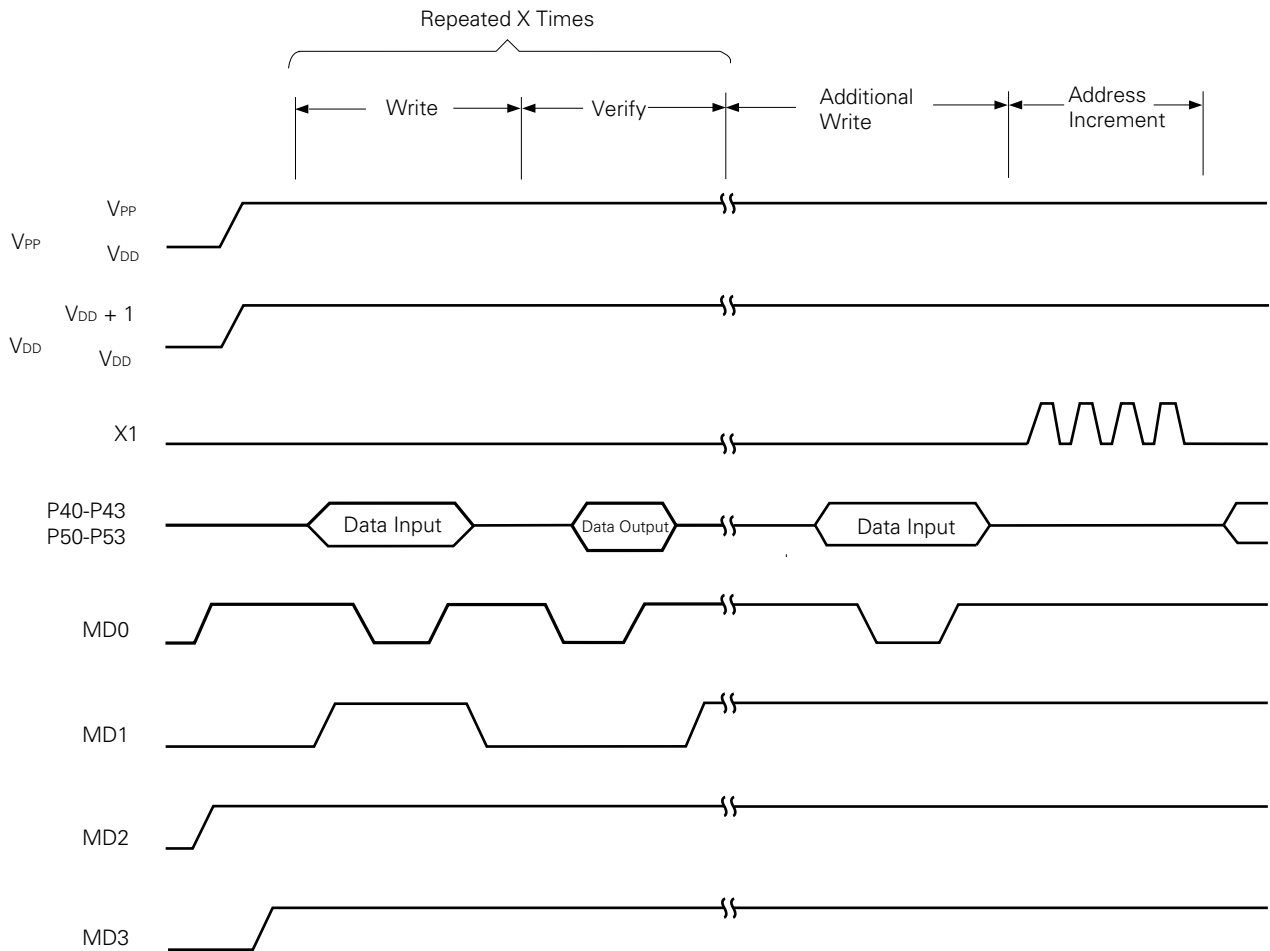 Repeated X Times
Write
Verify
Additional
Write
Address
Increment
VPP
VPP
VDD
VDD + 1
VDD
VDD
X1
P40-P43
P50-P53
Data Input
Data Output
Data Input
MD0
MD1
MD2
MD3